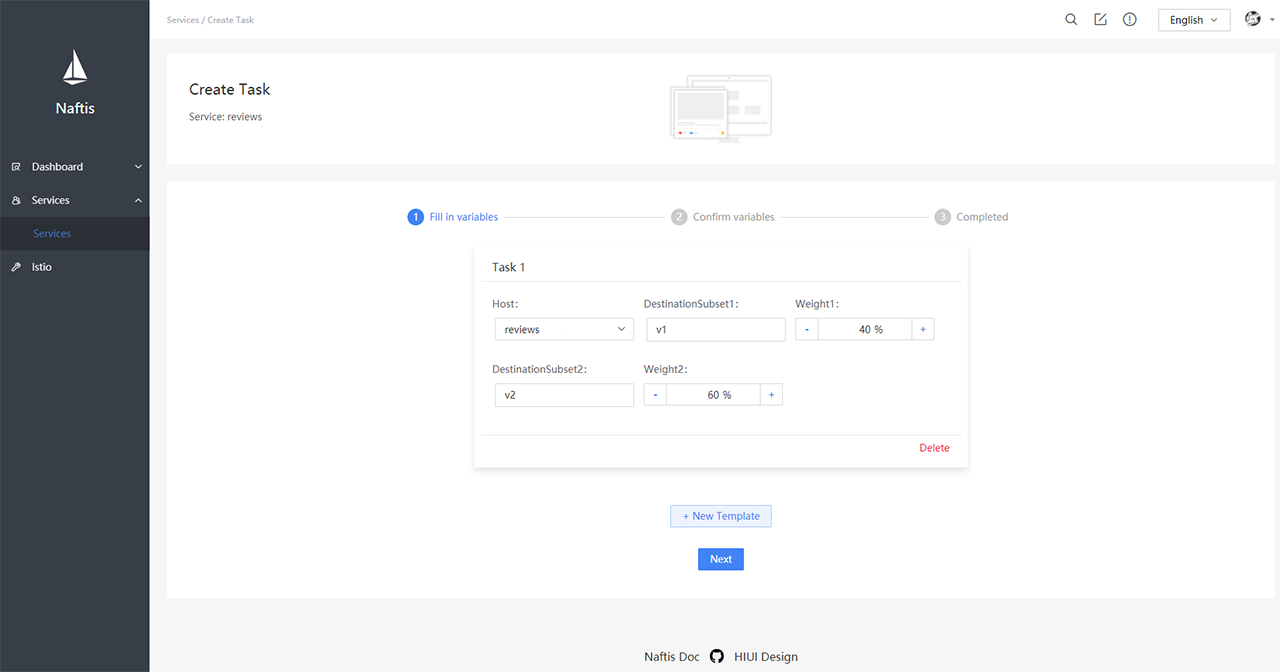 Naftis
Dashboard
Services
Services
Istio
Services / Create Task
English
Create Task
Service: reviews
1 Fill in variables
2 Confirm variables
3 Completed
Task 1
Host:
DestinationSubset1:
Weight1:
reviews
v1
- 40 % +
DestinationSubset2:
Weight2:
v2
- 60 % +
Delete
+ New Template
Next
Naftis Doc
HIUI Design